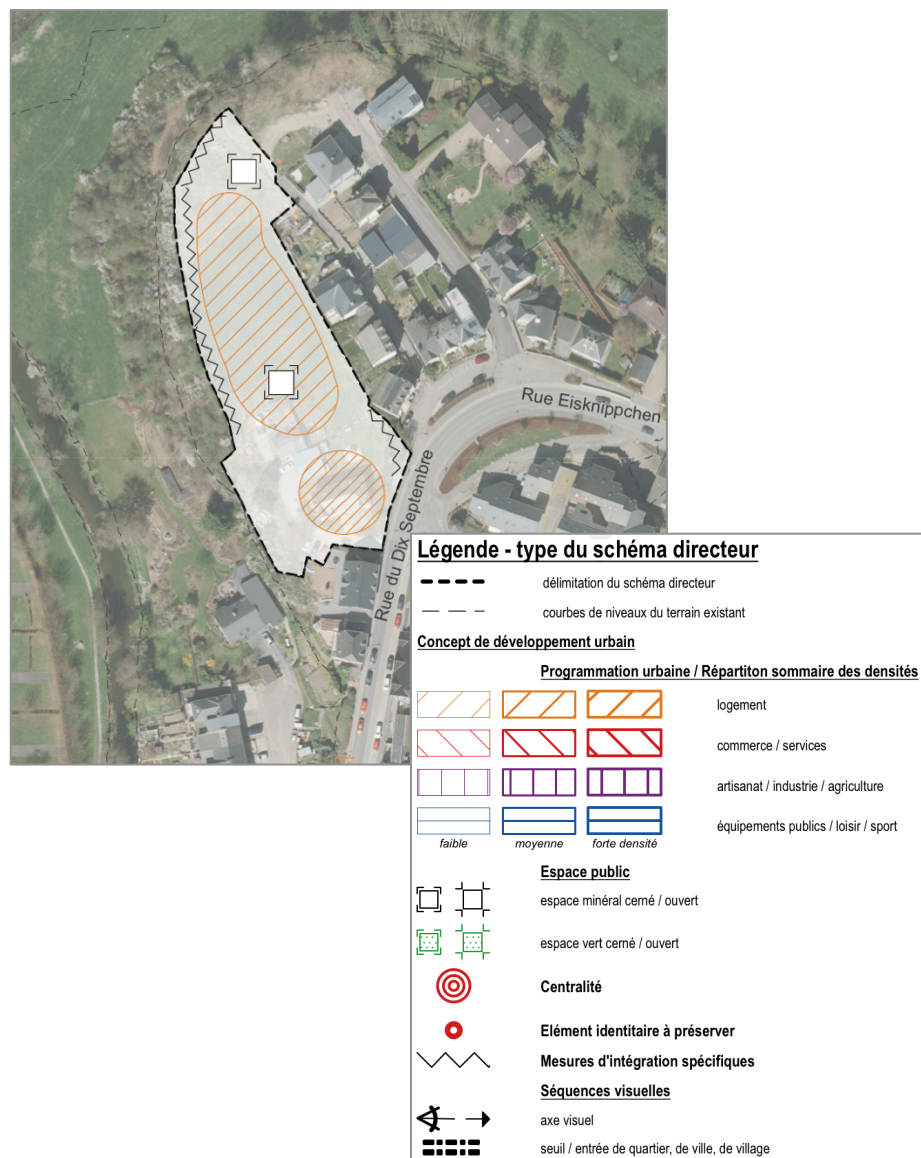 Rue Eisknippchen
Rue du Dix Septembre
Légende - type du schéma directeur
délimitation du schéma directeur
courbes de niveaux du terrain existant
Concept de développement urbain
Programmation urbaine / Répartiton sommaire des densités
logement
commerce / services
artisanat / industrie / agriculture
équipements publics / loisir / sport
faible moyenne forte densité
Espace public
espace minéral cerné / ouvert
espace vert cerné / ouvert
Centralité
Elément identitaire à préserver
Mesures d'intégration spécifiques
Séquences visuelles
axe visuel
seuil / entrée de quartier, de ville, de village